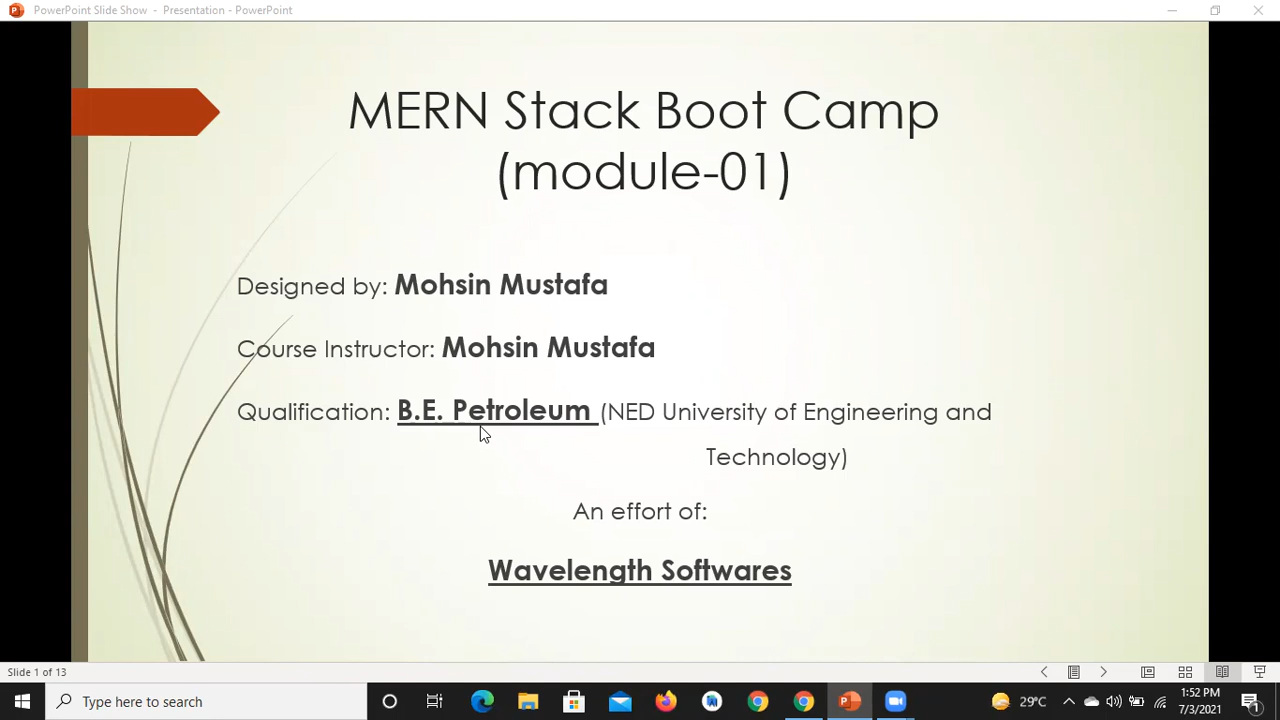 PowerPoint Slide Show - Presentation - PowerPoint
MERN Stack Boot Camp
(module-01)
Designed by: Mohsin Mustafa
Course Instructor: Mohsin Mustafa
Qualification: B.E. Petroleum (NED University of Engineering and
Technology)
An effort of:
Wavelength Softwares
Slide 1 of 13
Type here to search
29°C
1:52 PM
7/3/2021
1